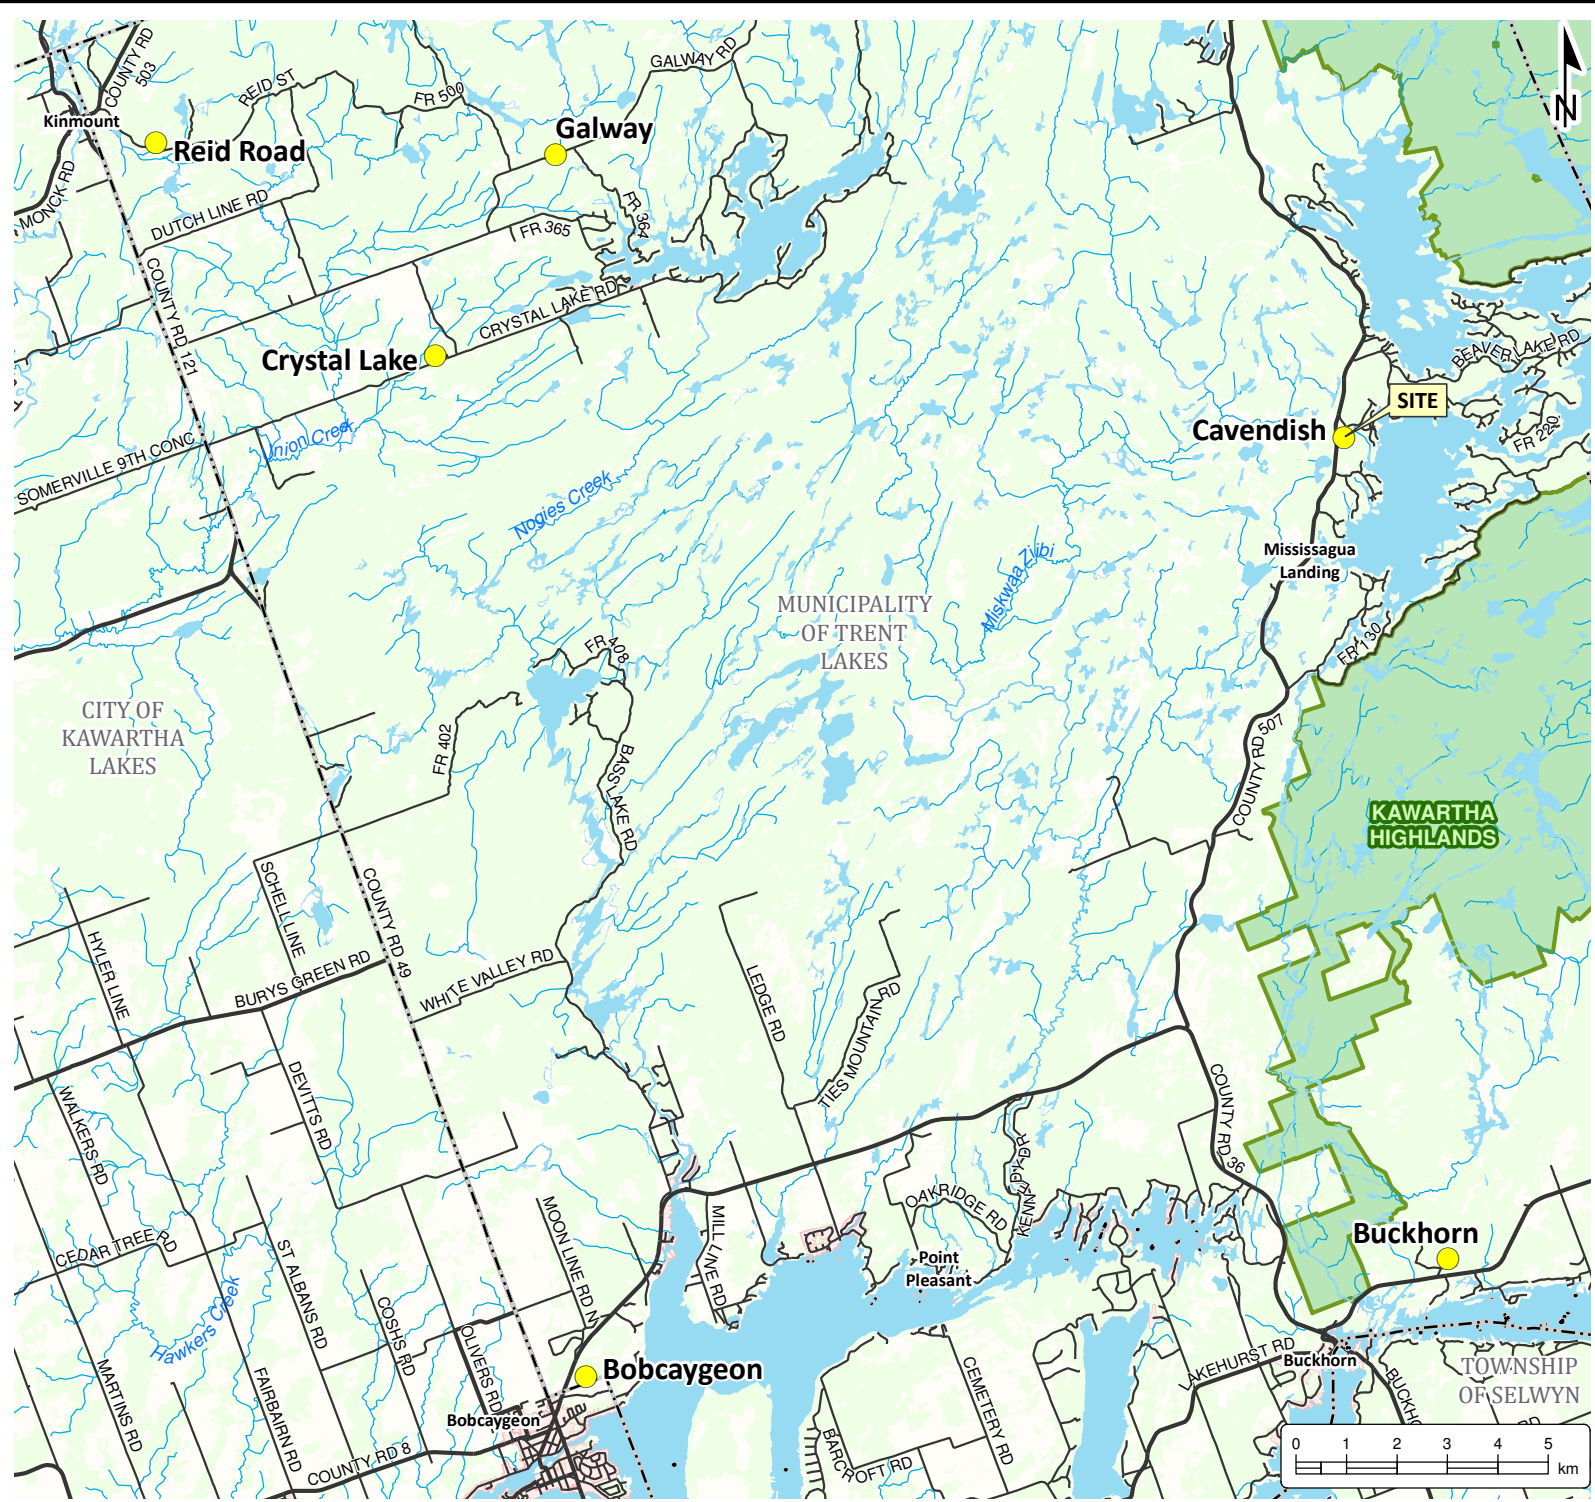 COUNTY RD
503
REID ST
FR 500
GALWAY RD
N
Kinmount
Reid Road
Galway
MONCK RD
DUTCH LINE RD
FR 364
FR 365
COUNTY RD 121
CRYSTAL LAKE RD
Crystal Lake
BEAVER LAKE RD
SITE
Cavendish
FR 220
Union Creek
SOMERVILLE 9TH CONC
Nogies Creek
Mississagua
Landing
Miskwaa Ziibi
MUNICIPALITY
OF TRENT
LAKES
FR 408
FR 130
CITY OF
KAWARTHA
LAKES
FR 402
BASS LAKE RD
COUNTY RD 507
KAWARTHA
HIGHLANDS
SCHELL LINE
COUNTY RD 49
HYLER LINE
BURYS GREEN RD
WHITE VALLEY RD
LEDGE RD
TIES MOUNTAIN RD
WALKERS RD
DEVITTS RD
COUNTY RD 36
KENNEDY DR
OAKRIDGE RD
MOON LINE RD N
MILL LINE RD
CEDAR TREE RD
ST ALBANS RD
Point
Pleasant
Buckhorn
Hawkers Creek
COSHS RD
OLIVERS RD
MARTINS RD
FAIRBAIRN RD
Bobcaygeon
CEMETERY RD
LAKEHURST RD
Buckhorn
TOWNSHIP
OF SELWYN
BUCKHO
RD
Bobcaygeon
COUNTY RD 8
BARCROFT RD
0 1 2 3 4 5
km